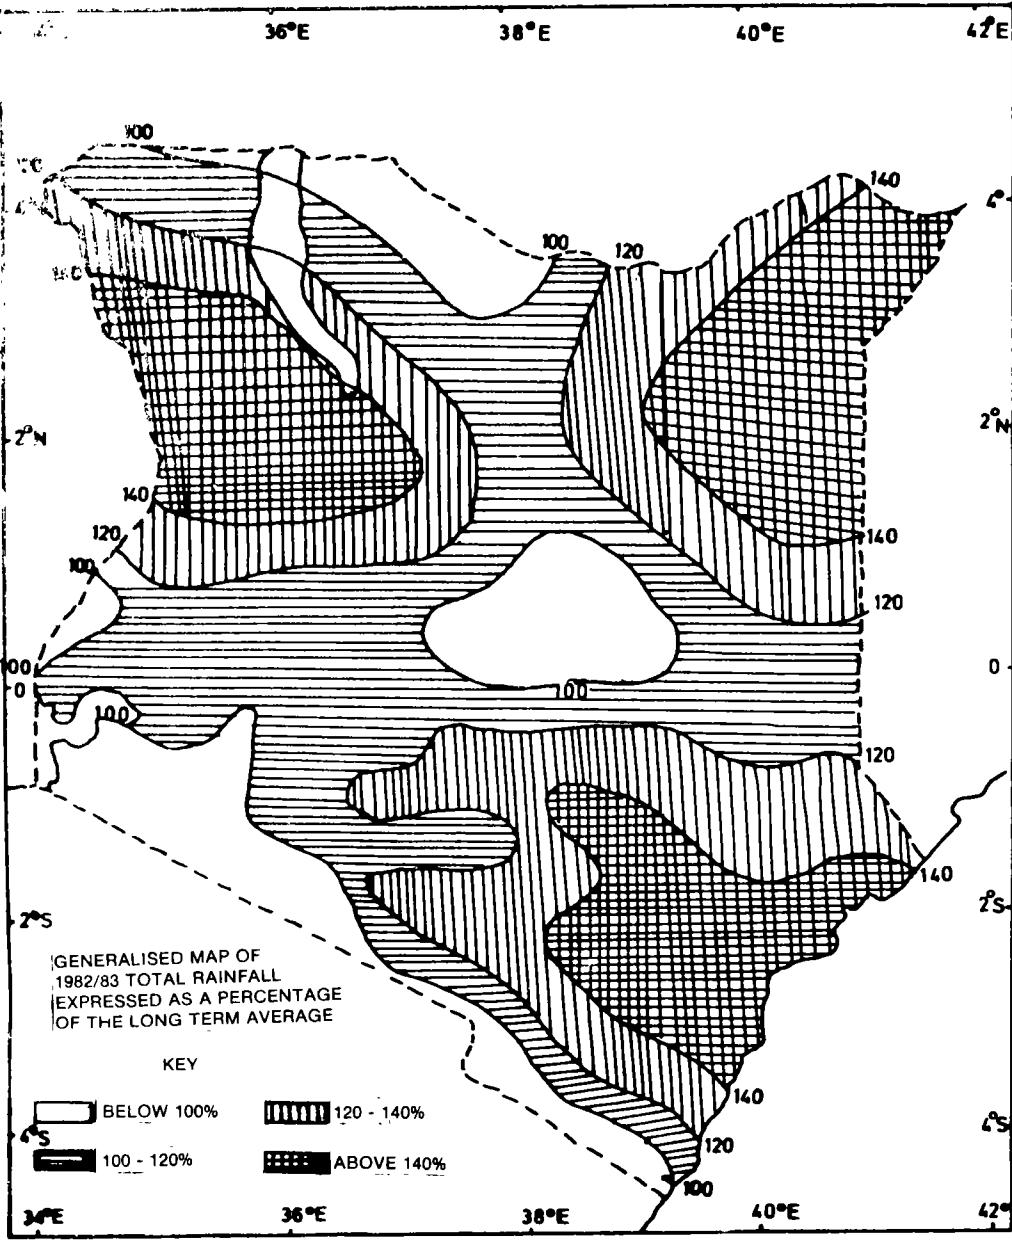 36°E 38°E 40°E 42°E
100
140
4°
100 120
2°N 2°N
140
120 140
100
120
100 0
0 100
100
120
140
2°S 2°S
GENERALISED MAP OF
1982/83 TOTAL RAINFALL
EXPRESSED AS A PERCENTAGE
OF THE LONG TERM AVERAGE
KEY
BELOW 100% 120 - 140%
140
4°S 4°S
120
100 - 120% ABOVE 140%
100
34°E 36°E 38°E 40°E 42°